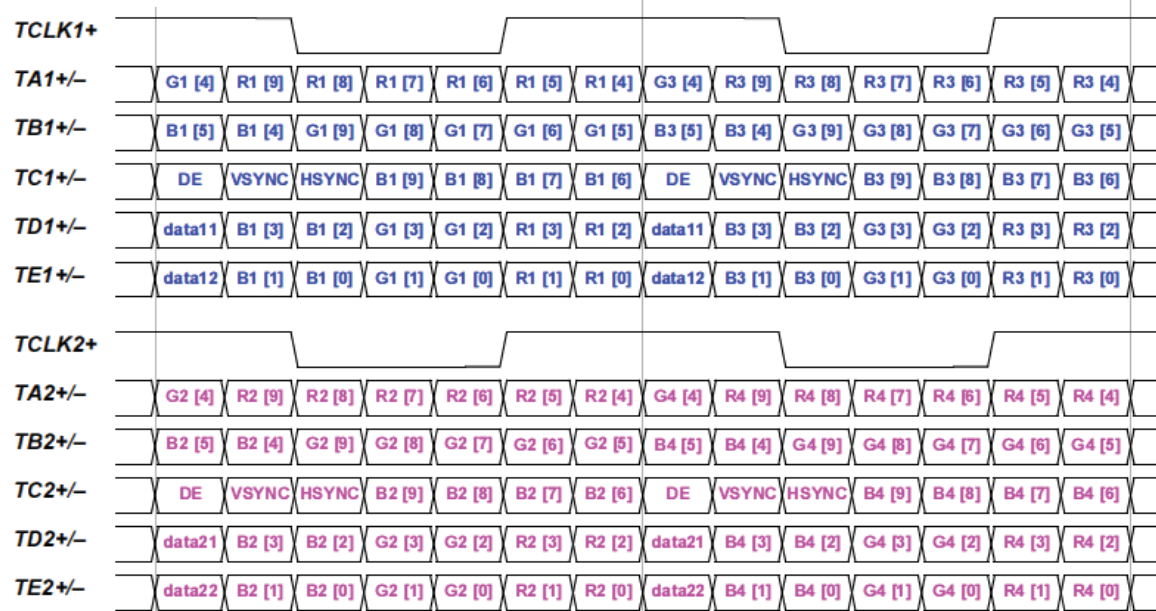 TCLK1+
TA1+/– G1 [4] R1 [9] R1 [8] R1 [7] R1 [6] R1 [5] R1 [4] G3 [4] R3 [9] R3 [8] R3 [7] R3 [6] R3 [5] R3 [4]
TB1+/– B1 [5] B1 [4] G1 [9] G1 [8] G1 [7] G1 [6] G1 [5] B3 [5] B3 [4] G3 [9] G3 [8] G3 [7] G3 [6] G3 [5]
TC1+/– DE VSYNC HSYNC B1 [9] B1 [8] B1 [7] B1 [6] DE VSYNC HSYNC B3 [9] B3 [8] B3 [7] B3 [6]
TD1+/– data11 B1 [3] B1 [2] G1 [3] G1 [2] R1 [3] R1 [2] data11 B3 [3] B3 [2] G3 [3] G3 [2] R3 [3] R3 [2]
TE1+/– data12 B1 [1] B1 [0] G1 [1] G1 [0] R1 [1] R1 [0] data12 B3 [1] B3 [0] G3 [1] G3 [0] R3 [1] R3 [0]
TCLK2+
TA2+/– G2 [4] R2 [9] R2 [8] R2 [7] R2 [6] R2 [5] R2 [4] G4 [4] R4 [9] R4 [8] R4 [7] R4 [6] R4 [5] R4 [4]
TB2+/– B2 [5] B2 [4] G2 [9] G2 [8] G2 [7] G2 [6] G2 [5] B4 [5] B4 [4] G4 [9] G4 [8] G4 [7] G4 [6] G4 [5]
TC2+/– DE VSYNC HSYNC B2 [9] B2 [8] B2 [7] B2 [6] DE VSYNC HSYNC B4 [9] B4 [8] B4 [7] B4 [6]
TD2+/– data21 B2 [3] B2 [2] G2 [3] G2 [2] R2 [3] R2 [2] data21 B4 [3] B4 [2] G4 [3] G4 [2] R4 [3] R4 [2]
TE2+/– data22 B2 [1] B2 [0] G2 [1] G2 [0] R2 [1] R2 [0] data22 B4 [1] B4 [0] G4 [1] G4 [0] R4 [1] R4 [0]